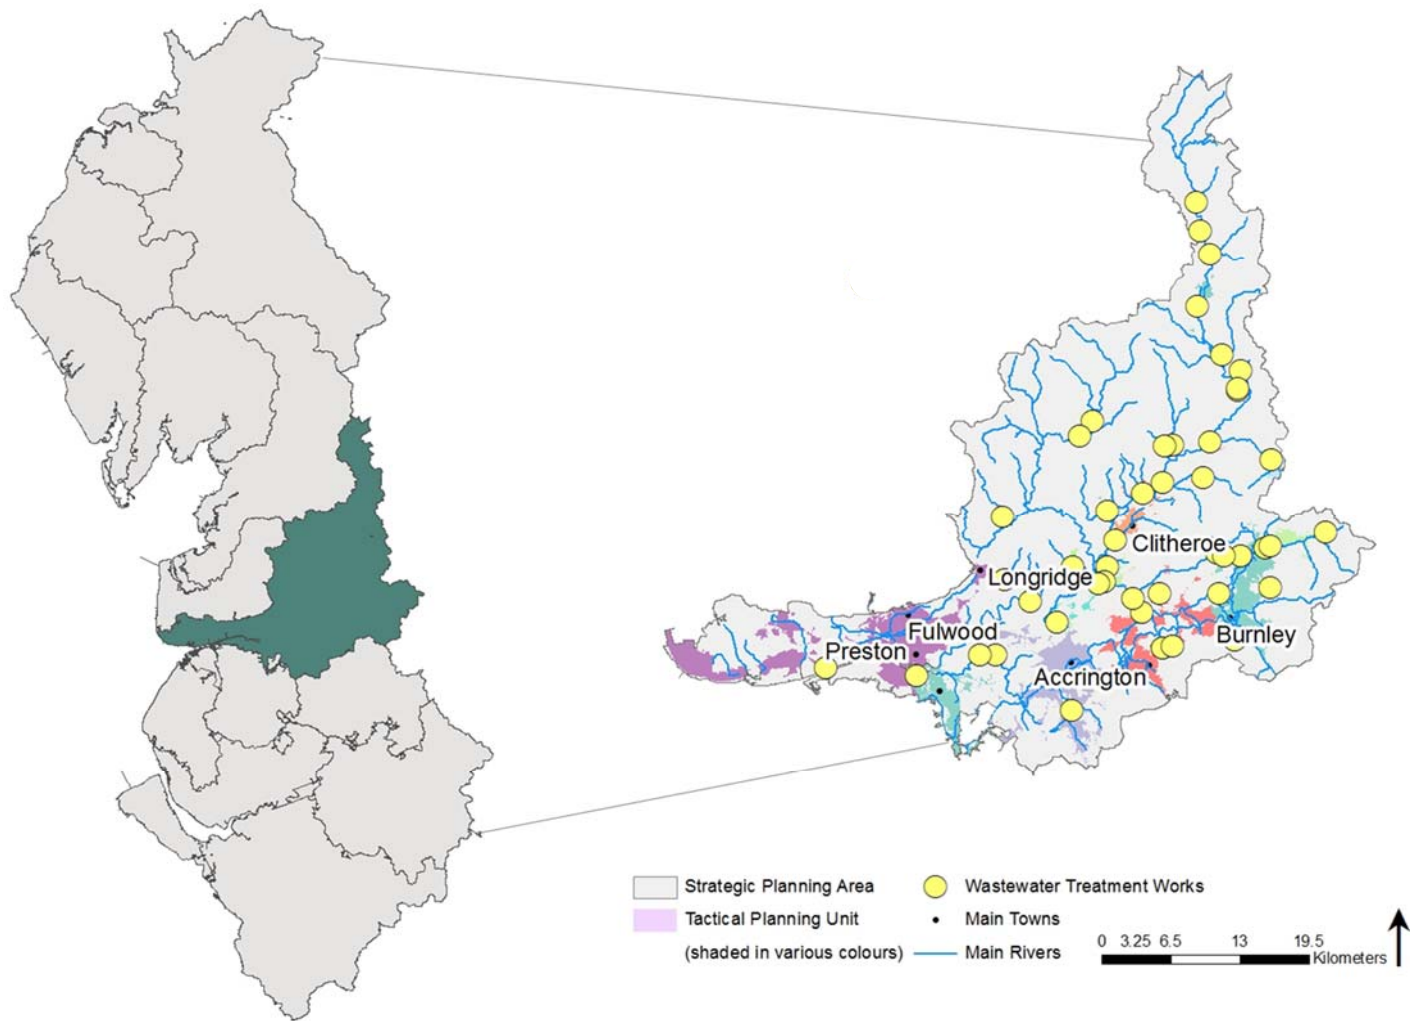 Clitheroe
Longridge
Fulwood
Preston
Burnley
Accrington
Strategic Planning Area
Wastewater Treatment Works
Tactical Planning Unit
Main Towns
(shaded in various colours)
Main Rivers
0 3.25 6.5 13 19.5
Kilometers